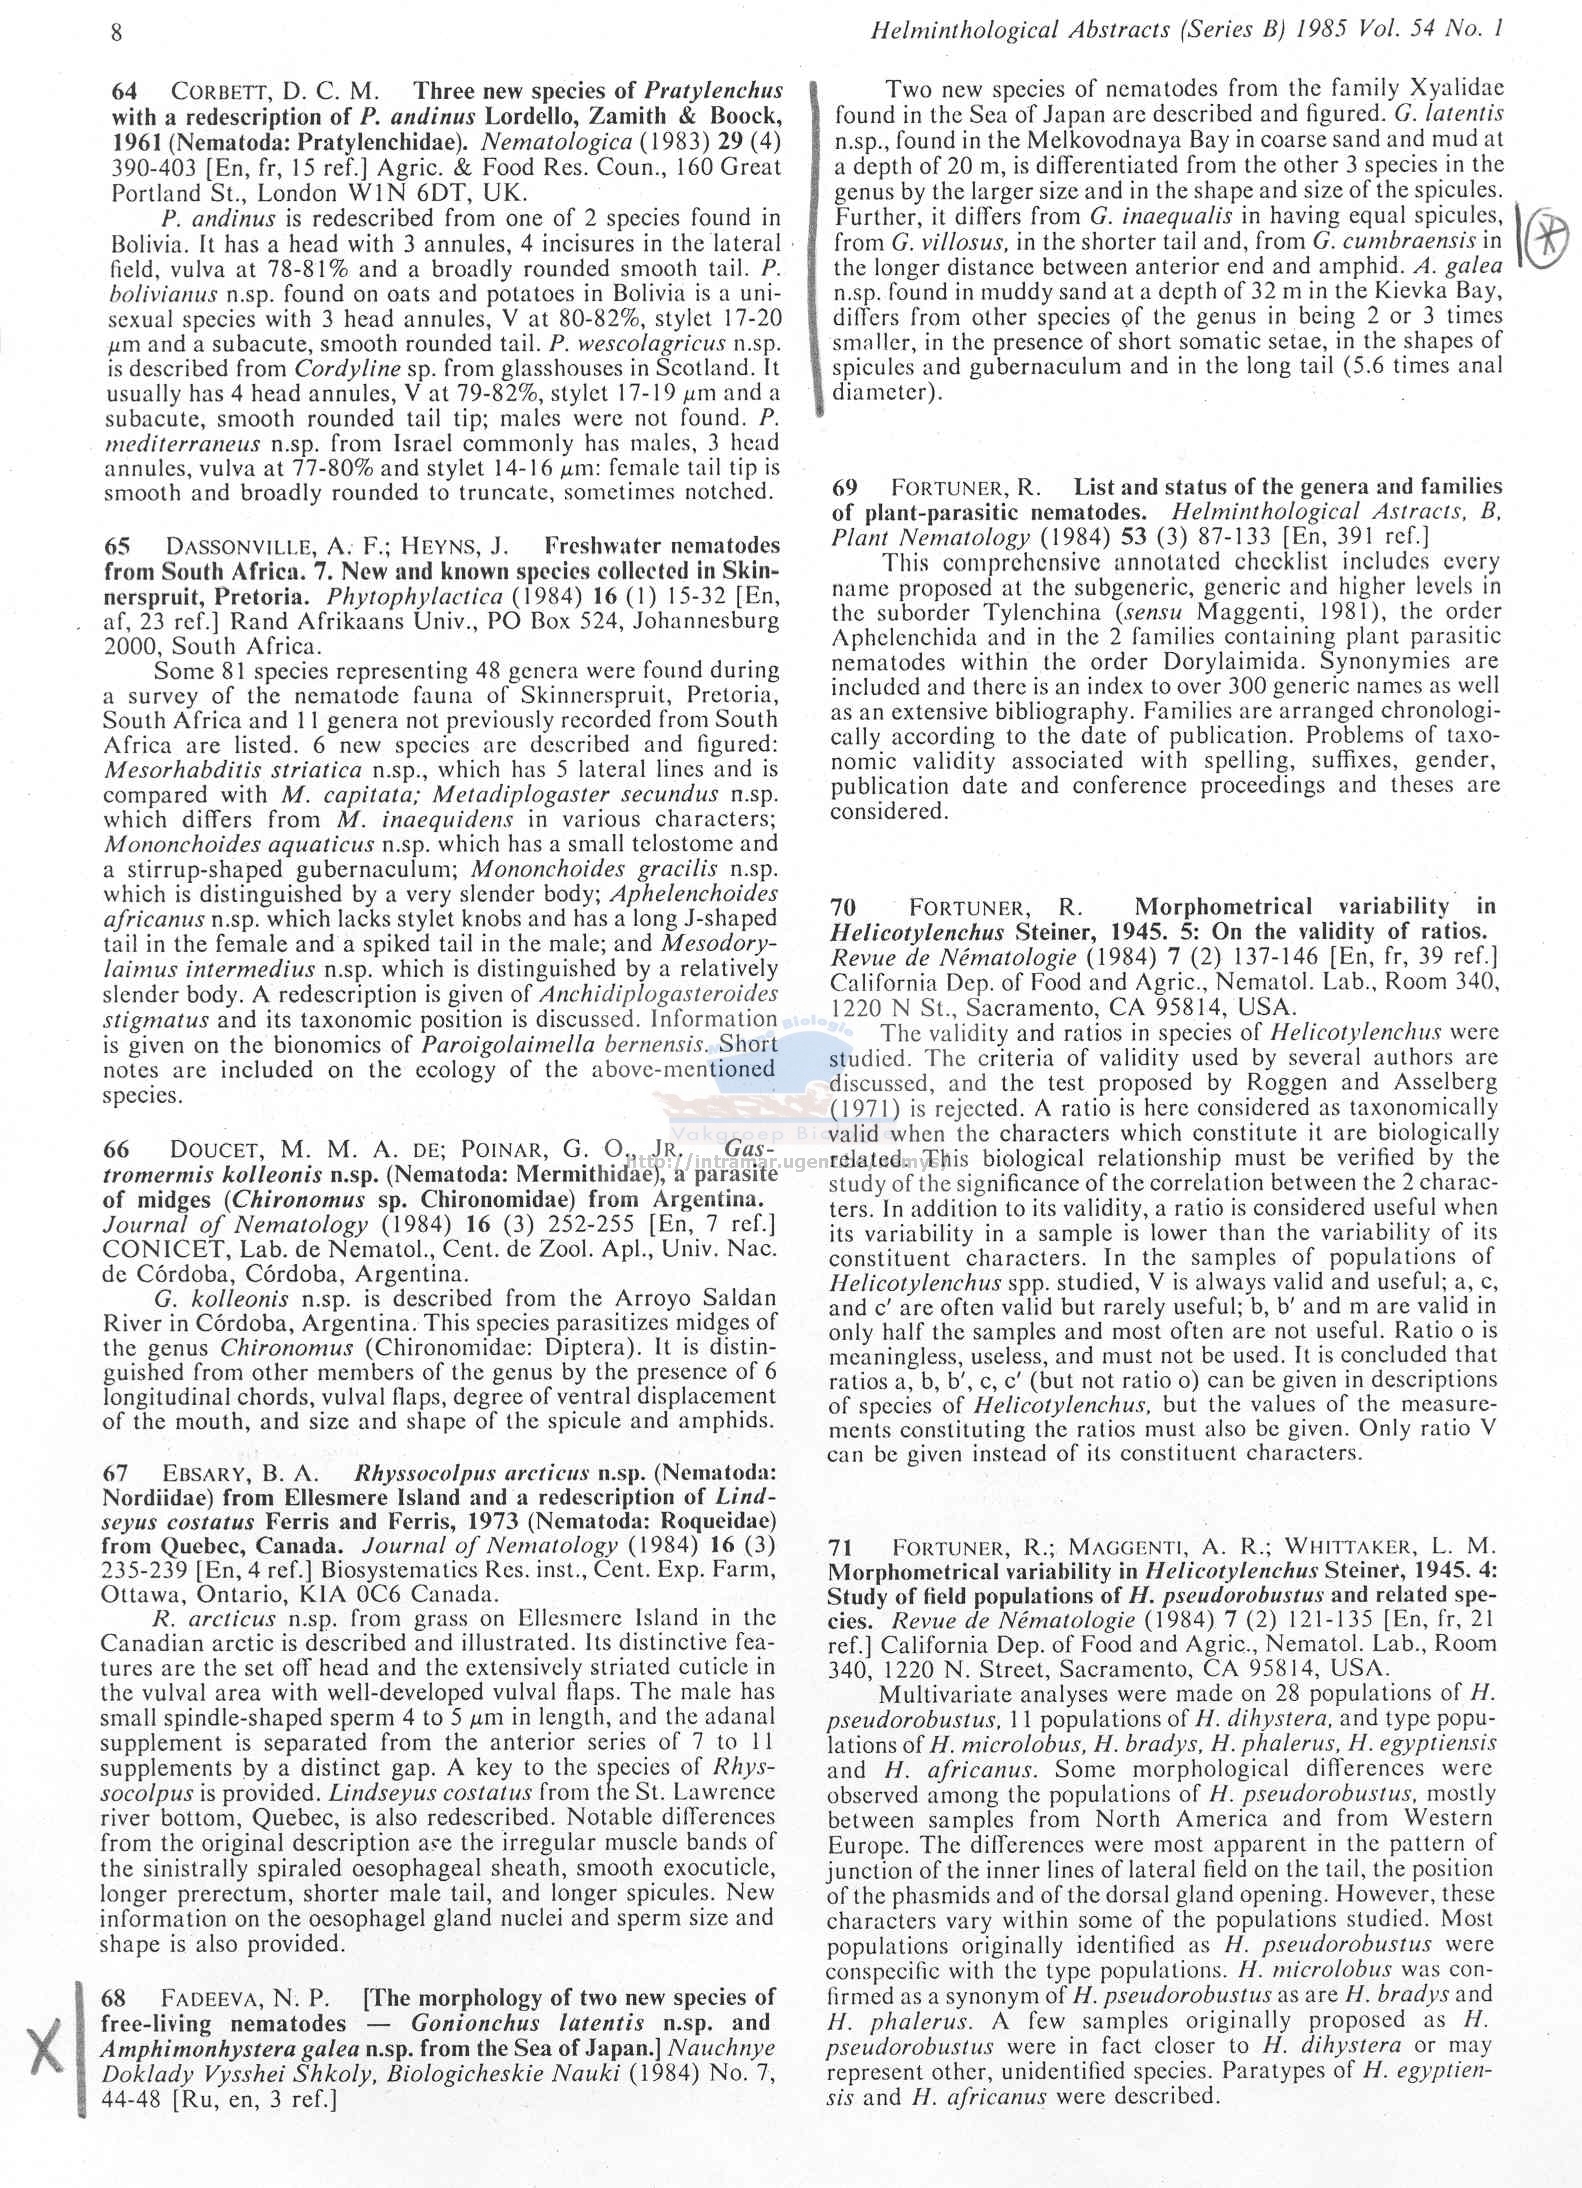 8
Helminthological Abstracts (Series B) 1985 Vol. 54 No. 1
64 CORBETT, D. C. M. Three new species of Pratylenchus
with a redescription of P. andinus Lordello, Zamith & Boock,
1961 (Nematoda: Pratylenchidae). Nematologica (1983) 29 (4)
390-403 [En, fr, 15 ref.] Agric. & Food Res. Coun., 160 Great
Portland St., London W1N 6DT, UK.
P. andinus is redescribed from one of 2 species found in
Bolivia. It has a head with 3 annules, 4 incisures in the lateral
field, vulva at 78-81% and a broadly rounded smooth tail. P.
bolivianus n.sp. found on oats and potatoes in Bolivia is a uni-
sexual species with 3 head annules, V at 80-82%, stylet 17-20
μm and a subacute, smooth rounded tail. P. wescolagricus n.sp.
is described from Cordyline sp. from glasshouses in Scotland. It
usually has 4 head annules, V at 79-82%, stylet 17-19 μm and a
subacute, smooth rounded tail tip; males were not found. P.
mediterraneus n.sp. from Israel commonly has males, 3 head
annules, vulva at 77-80% and stylet 14-16 μm: female tail tip is
smooth and broadly rounded to truncate, sometimes notched.
65 DASSONVILLE, A. F.; HEYNS, J. Freshwater nematodes
from South Africa. 7. New and known species collected in Skin-
nerspruit, Pretoria. Phytophylactica (1984) 16 (1) 15-32 [En,
af, 23 ref.] Rand Afrikaans Univ., PO Box 524, Johannesburg
2000, South Africa.
Some 81 species representing 48 genera were found during
a survey of the nematode fauna of Skinnerspruit, Pretoria,
South Africa and 11 genera not previously recorded from South
Africa are listed. 6 new species are described and figured:
Mesorhabditis striatica n.sp., which has 5 lateral lines and is
compared with M. capitata; Metadiplogaster secundus n.sp.
which differs from M. inaequidens in various characters;
Mononchoides aquaticus n.sp. which has a small telostome and
a stirrup-shaped gubernaculum; Mononchoides gracilis n.sp.
which is distinguished by a very slender body; Aphelenchoides
africanus n.sp. which lacks stylet knobs and has a long J-shaped
tail in the female and a spiked tail in the male; and Mesodory-
laimus intermedius n.sp. which is distinguished by a relatively
slender body. A redescription is given of Anchidiplogasteroides
stigmatus and its taxonomic position is discussed. Information
is given on the bionomics of Paroigolaimella bernensis. Short
notes are included on the ecology of the above-mentioned
species.
66 DOUCET, M. M. A. DE; POINAR, G. O., JR. Gas-
tromermis kolleonis n.sp. (Nematoda: Mermithidae), a parasite
of midges (Chironomus sp. Chironomidae) from Argentina.
Journal of Nematology (1984) 16 (3) 252-255 [En, 7 ref.]
CONICET, Lab. de Nematol., Cent. de Zool. Apl., Univ. Nac.
de Córdoba, Córdoba, Argentina.
G. kolleonis n.sp. is described from the Arroyo Saldan
River in Córdoba, Argentina. This species parasitizes midges of
the genus Chironomus (Chironomidae: Diptera). It is distin-
guished from other members of the genus by the presence of 6
longitudinal chords, vulval flaps, degree of ventral displacement
of the mouth, and size and shape of the spicule and amphids.
67 EBSARY, B. A. Rhyssocolpus arcticus n.sp. (Nematoda:
Nordiidae) from Ellesmere Island and a redescription of Lind-
seyus costatus Ferris and Ferris, 1973 (Nematoda: Roqueidae)
from Quebec, Canada. Journal of Nematology (1984) 16 (3)
235-239 [En, 4 ref.] Biosystematics Res. inst., Cent. Exp. Farm,
Ottawa, Ontario, K1A 0C6 Canada.
R. arcticus n.sp. from grass on Ellesmere Island in the
Canadian arctic is described and illustrated. Its distinctive fea-
tures are the set off head and the extensively striated cuticle in
the vulval area with well-developed vulval flaps. The male has
small spindle-shaped sperm 4 to 5 μm in length, and the adanal
supplement is separated from the anterior series of 7 to 11
supplements by a distinct gap. A key to the species of Rhys-
socolpus is provided. Lindseyus costatus from the St. Lawrence
river bottom, Quebec, is also redescribed. Notable differences
from the original description are the irregular muscle bands of
the sinistrally spiraled oesophageal sheath, smooth exocuticle,
longer prerectum, shorter male tail, and longer spicules. New
information on the oesophagel gland nuclei and sperm size and
shape is also provided.
68 FADEEVA, N. P. [The morphology of two new species of
free-living nematodes — Gonionchus latentis n.sp. and
Amphimonhystera galea n.sp. from the Sea of Japan.] Nauchnye
Doklady Vysshei Shkoly, Biologicheskie Nauki (1984) No. 7,
44-48 [Ru, en, 3 ref.]
X
Two new species of nematodes from the family Xyalidae
found in the Sea of Japan are described and figured. G. latentis
n.sp., found in the Melkovodnaya Bay in coarse sand and mud at
a depth of 20 m, is differentiated from the other 3 species in the
genus by the larger size and in the shape and size of the spicules.
Further, it differs from G. inaequalis in having equal spicules,
from G. villosus, in the shorter tail and, from G. cumbraensis in
the longer distance between anterior end and amphid. A. galea
n.sp. found in muddy sand at a depth of 32 m in the Kievka Bay,
differs from other species of the genus in being 2 or 3 times
smaller, in the presence of short somatic setae, in the shapes of
spicules and gubernaculum and in the long tail (5.6 times anal
diameter).
69 FORTUNER, R. List and status of the genera and families
of plant-parasitic nematodes. Helminthological Astracts, B,
Plant Nematology (1984) 53 (3) 87-133 [En, 391 ref.]
This comprehensive annotated checklist includes every
name proposed at the subgeneric, generic and higher levels in
the suborder Tylenchina (sensu Maggenti, 1981), the order
Aphelenchida and in the 2 families containing plant parasitic
nematodes within the order Dorylaimida. Synonymies are
included and there is an index to over 300 generic names as well
as an extensive bibliography. Families are arranged chronologi-
cally according to the date of publication. Problems of taxo-
nomic validity associated with spelling, suffixes, gender,
publication date and conference proceedings and theses are
considered.
70 FORTUNER, R. Morphometrical variability in
Helicotylenchus Steiner, 1945. 5: On the validity of ratios.
Revue de Nématologie (1984) 7 (2) 137-146 [En, fr, 39 ref.]
California Dep. of Food and Agric., Nematol. Lab., Room 340,
1220 N St., Sacramento, CA 95814, USA.
The validity and ratios in species of Helicotylenchus were
studied. The criteria of validity used by several authors are
discussed, and the test proposed by Roggen and Asselberg
(1971) is rejected. A ratio is here considered as taxonomically
valid when the characters which constitute it are biologically
related. This biological relationship must be verified by the
study of the significance of the correlation between the 2 charac-
ters. In addition to its validity, a ratio is considered useful when
its variability in a sample is lower than the variability of its
constituent characters. In the samples of populations of
Helicotylenchus spp. studied, V is always valid and useful; a, c,
and c′ are often valid but rarely useful; b, b′ and m are valid in
only half the samples and most often are not useful. Ratio o is
meaningless, useless, and must not be used. It is concluded that
ratios a, b, b′, c, c′ (but not ratio o) can be given in descriptions
of species of Helicotylenchus, but the values of the measure-
ments constituting the ratios must also be given. Only ratio V
can be given instead of its constituent characters.
71 FORTUNER, R.; MAGGENTI, A. R.; WHITTAKER, L. M.
Morphometrical variability in Helicotylenchus Steiner, 1945. 4:
Study of field populations of H. pseudorobustus and related spe-
cies. Revue de Nématologie (1984) 7 (2) 121-135 [En, fr, 21
ref.] California Dep. of Food and Agric., Nematol. Lab., Room
340, 1220 N. Street, Sacramento, CA 95814, USA.
Multivariate analyses were made on 28 populations of H.
pseudorobustus, 11 populations of H. dihystera, and type popu-
lations of H. microlobus, H. bradys, H. phalerus, H. egyptiensis
and H. africanus. Some morphological differences were
observed among the populations of H. pseudorobustus, mostly
between samples from North America and from Western
Europe. The differences were most apparent in the pattern of
junction of the inner lines of lateral field on the tail, the position
of the phasmids and of the dorsal gland opening. However, these
characters vary within some of the populations studied. Most
populations originally identified as H. pseudorobustus were
conspecific with the type populations. H. microlobus was con-
firmed as a synonym of H. pseudorobustus as are H. bradys and
H. phalerus. A few samples originally proposed as H.
pseudorobustus were in fact closer to H. dihystera or may
represent other, unidentified species. Paratypes of H. egyptien-
sis and H. africanus were described.